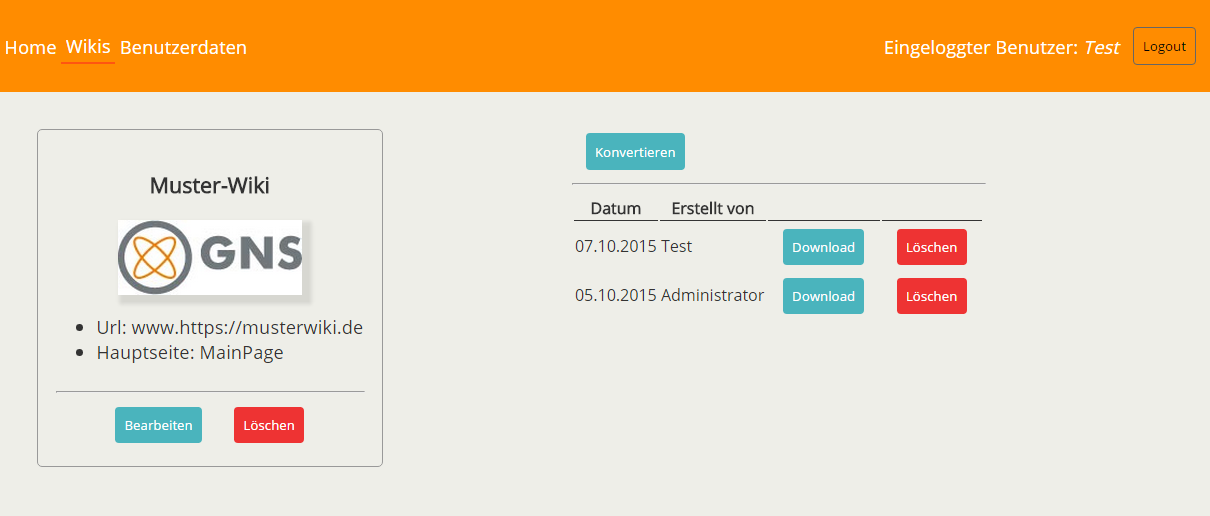 Home Wikis Benutzerdaten Eingeloggter Benutzer: Test Logout
Muster-Wiki
GNS
Url: www.https://musterwiki.de
Hauptseite: MainPage
Bearbeiten Löschen
Konvertieren
Datum Erstellt von
07.10.2015 Test Download Löschen
05.10.2015 Administrator Download Löschen